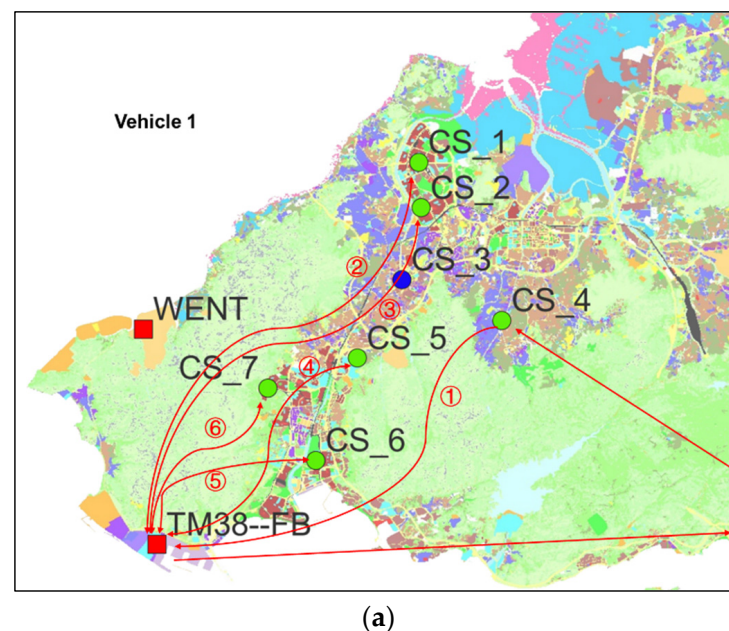 Vehicle 1
CS_1
CS_2
②
CS_3
WENT
③
CS_4
CS_5
CS_7
④
①
⑥
CS_6
⑤
TM38--FB
(a)